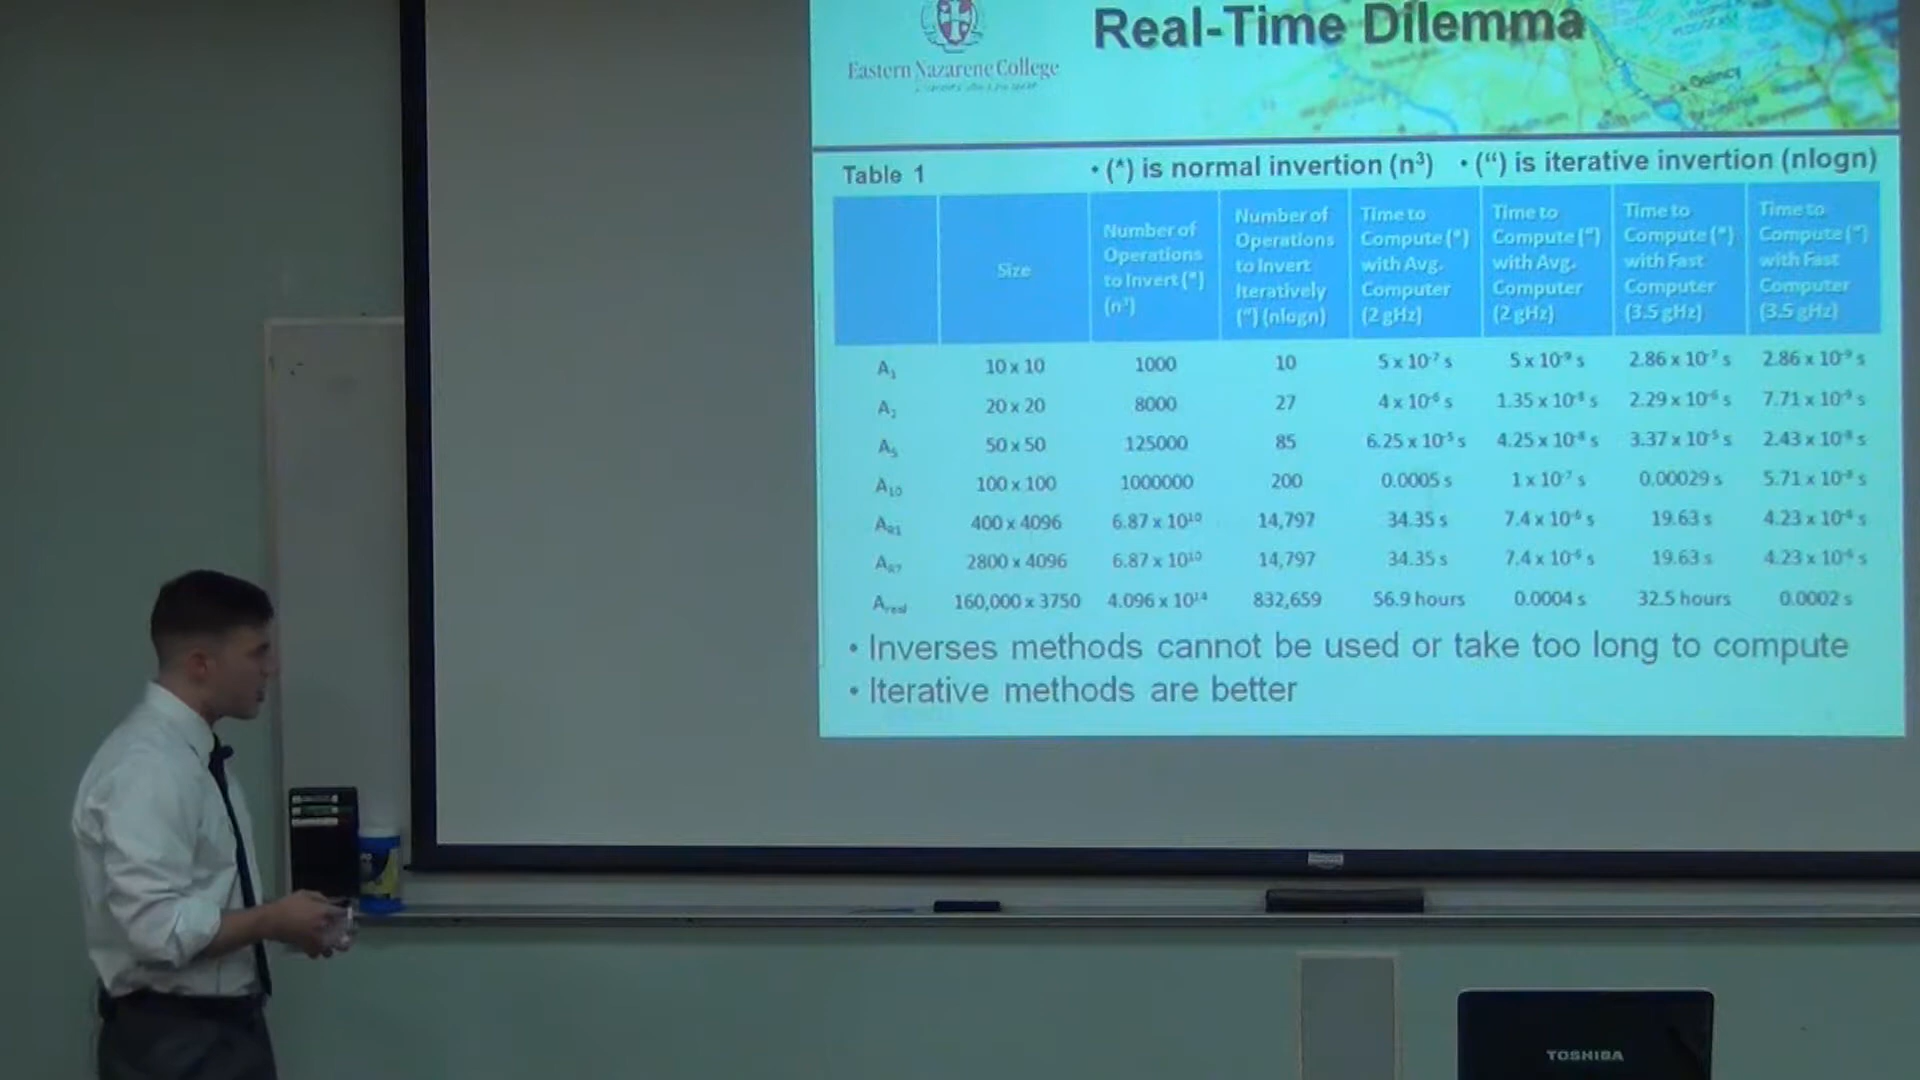 Real-Time Dilemma
Eastern Nazarene College
Quincy
Table 1
• (*) is normal invertion (n³) • (“) is iterative invertion (nlogn)
Size
Number of Operations to Invert (*) (n³)
Number of Operations to Invert Iteratively (“) (nlogn)
Time to Compute (*) with Avg. Computer (2 gHz)
Time to Compute (“) with Avg. Computer (2 gHz)
Time to Compute (*) with Fast Computer (3.5 gHz)
Time to Compute (“) with Fast Computer (3.5 gHz)
A₁ 10 x 10 1000 10 5 x 10⁻⁷ s 5 x 10⁻⁹ s 2.86 x 10⁻⁷ s 2.86 x 10⁻⁹ s
A₂ 20 x 20 8000 27 4 x 10⁻⁶ s 1.35 x 10⁻⁸ s 2.29 x 10⁻⁶ s 7.71 x 10⁻⁹ s
A₅ 50 x 50 125000 85 6.25 x 10⁻⁵ s 4.25 x 10⁻⁸ s 3.37 x 10⁻⁵ s 2.43 x 10⁻⁸ s
A₁₀ 100 x 100 1000000 200 0.0005 s 1 x 10⁻⁷ s 0.00029 s 5.71 x 10⁻⁸ s
A_R1 400 x 4096 6.87 x 10¹⁰ 14,797 34.35 s 7.4 x 10⁻⁶ s 19.63 s 4.23 x 10⁻⁶ s
A_R7 2800 x 4096 6.87 x 10¹⁰ 14,797 34.35 s 7.4 x 10⁻⁶ s 19.63 s 4.23 x 10⁻⁶ s
A_real 160,000 x 3750 4.096 x 10¹⁴ 832,659 56.9 hours 0.0004 s 32.5 hours 0.0002 s
• Inverses methods cannot be used or take too long to compute
• Iterative methods are better
TOSHIBA